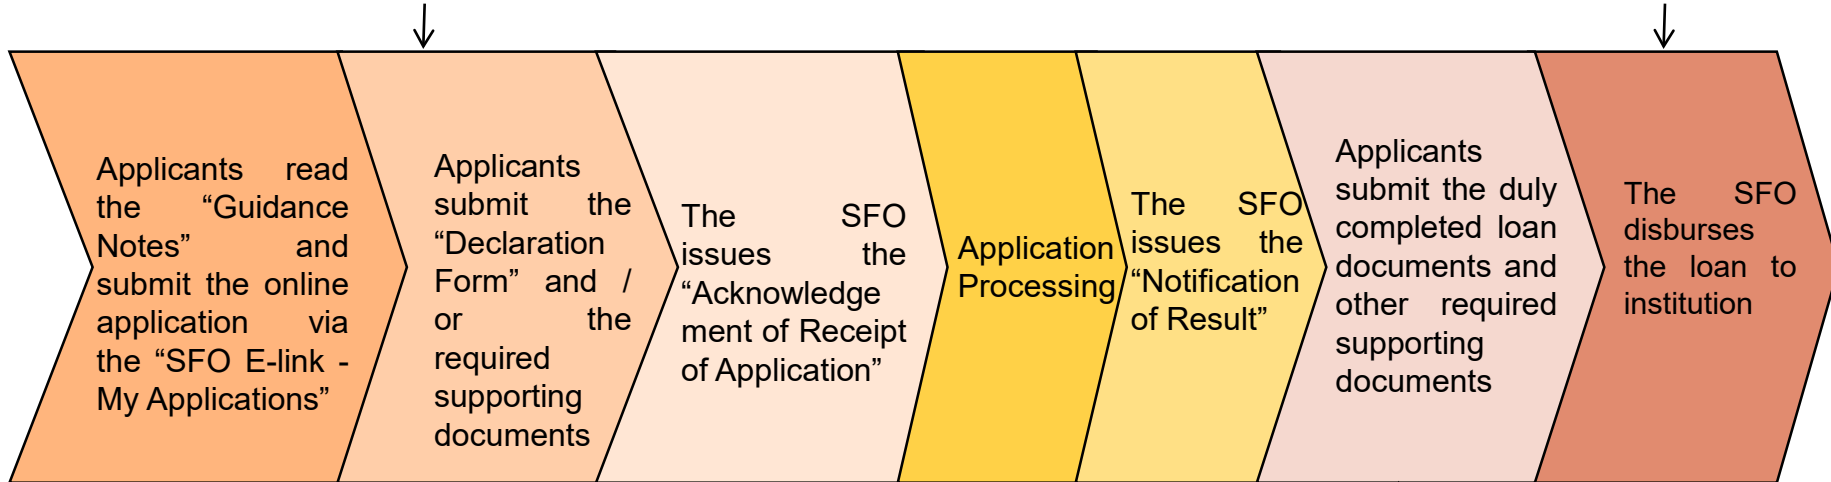 Applicants read
the “Guidance
Notes” and
submit the online
application via
the “SFO E-link -
My Applications”
Applicants
submit the
“Declaration
Form” and /
or the
required
supporting
documents
The SFO
issues the
“Acknowledge
ment of Receipt
of Application”
Application
Processing
The SFO
issues the
“Notification
of Result”
Applicants
submit the duly
completed loan
documents and
other required
supporting
documents
The SFO
disburses
the loan to
institution